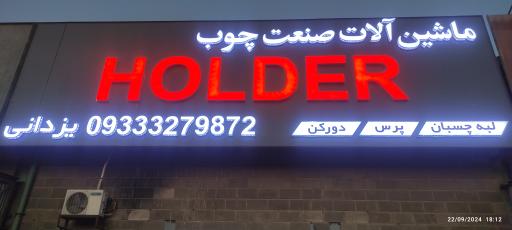 ماشین آلات صنعت چوب
HOLDER
لبه چسبان / پرس / دورکن
09333279872 یزدانی
22/09/2024 18:12